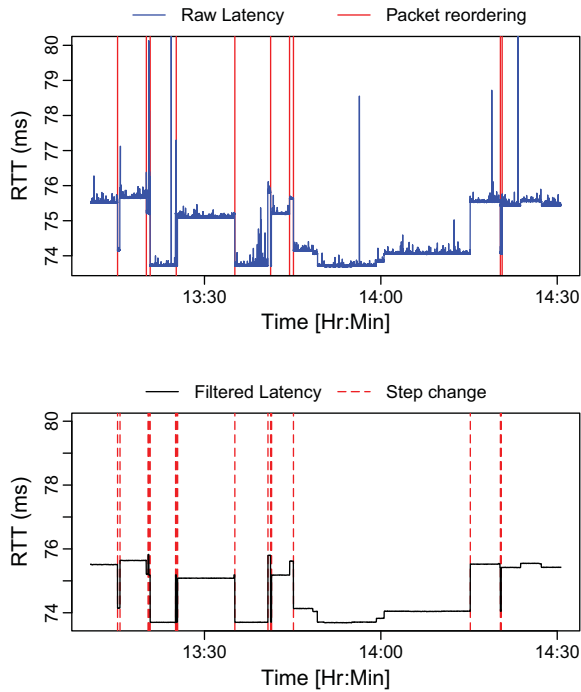 Raw Latency Packet reordering
80
79
78
77
76
75
74
RTT (ms)
13:30 14:00 14:30
Time [Hr:Min]
Filtered Latency Step change
80
78
76
74
RTT (ms)
13:30 14:00 14:30
Time [Hr:Min]